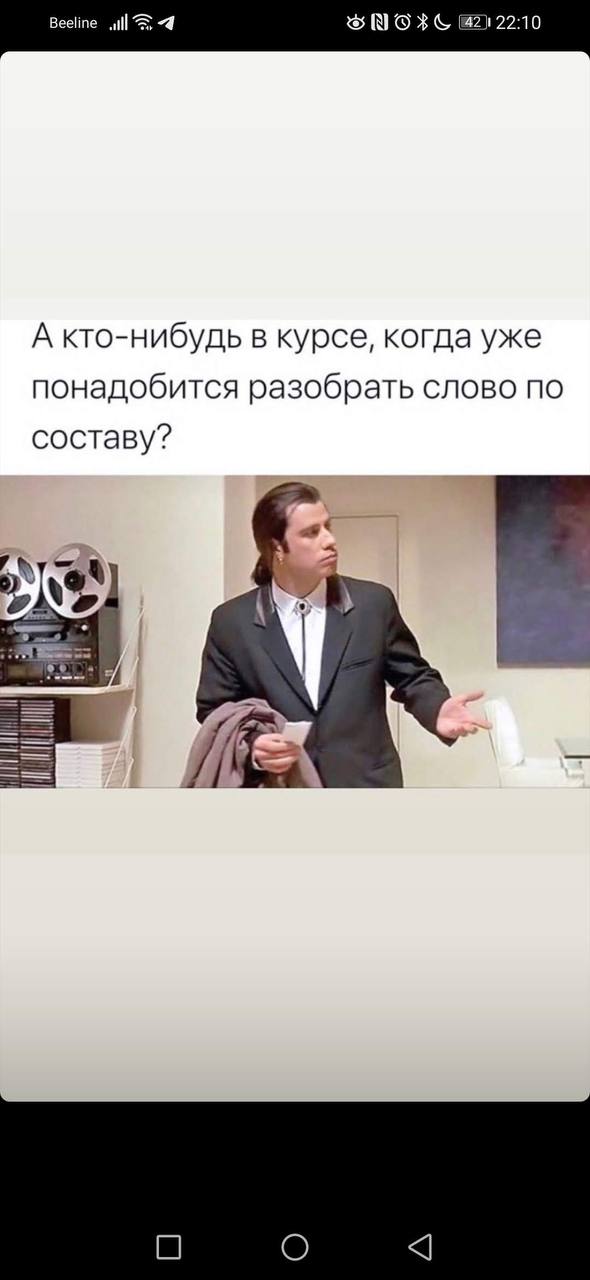 Beeline 42 22:10
А кто-нибудь в курсе, когда уже
понадобится разобрать слово по
составу?